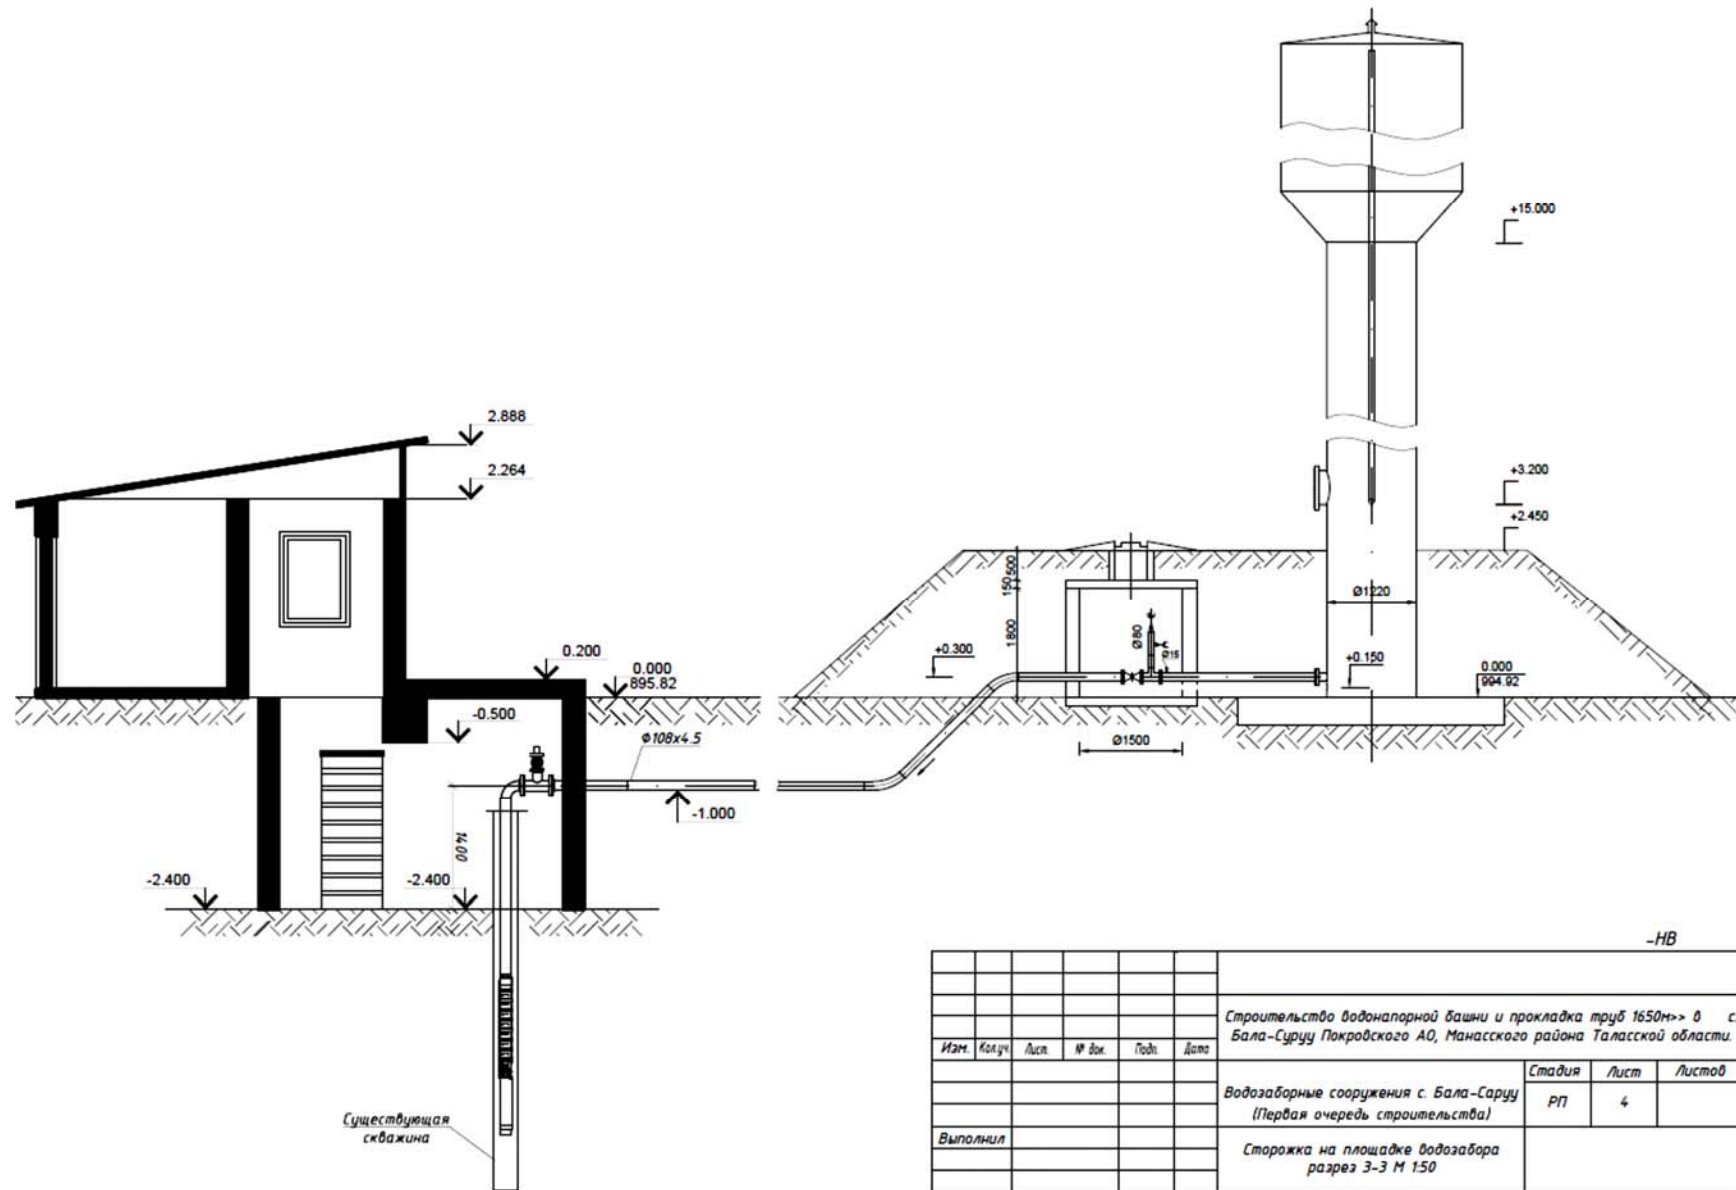 +15.000
2.888
2.264
+3.200
+2.450
500
150
1800
Ø1220
Ø80
Ø15
+0.300
+0.150
0.000
994.92
0.200
0.000
895.82
-0.500
Ø1500
Ф108х4.5
-1.000
1400
-2.400
-2.400
Существующая
скважина
-НВ
Строительство водонапорной башни и прокладка труб 1650м>> в с.
Бала-Суруу Покровского АО, Манасского района Таласской области.
Изм. Кол.уч. Лист. № док. Подп. Дата
Водозаборные сооружения с. Бала-Саруу
(Первая очередь строительства)
Стадия Лист Листов
РП 4
Выполнил
Сторожка на площадке водозабора
разрез 3-3 М 1:50